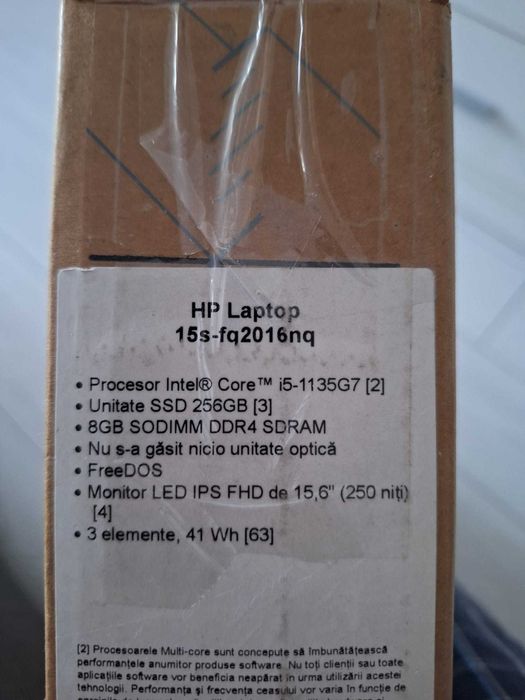 HP Laptop
15s-fq2016nq
• Procesor Intel® Core™ i5-1135G7 [2]
• Unitate SSD 256GB [3]
• 8GB SODIMM DDR4 SDRAM
• Nu s-a găsit nicio unitate optică
• FreeDOS
• Monitor LED IPS FHD de 15,6" (250 niți)
[4]
• 3 elemente, 41 Wh [63]
[2] Procesoarele Multi-core sunt concepute să îmbunătățească
performanțele anumitor produse software. Nu toți clienții sau toate
aplicațiile software vor beneficia neapărat în urma utilizării acestei
tehnologii. Performanța și frecvența ceasului vor varia în funcție de